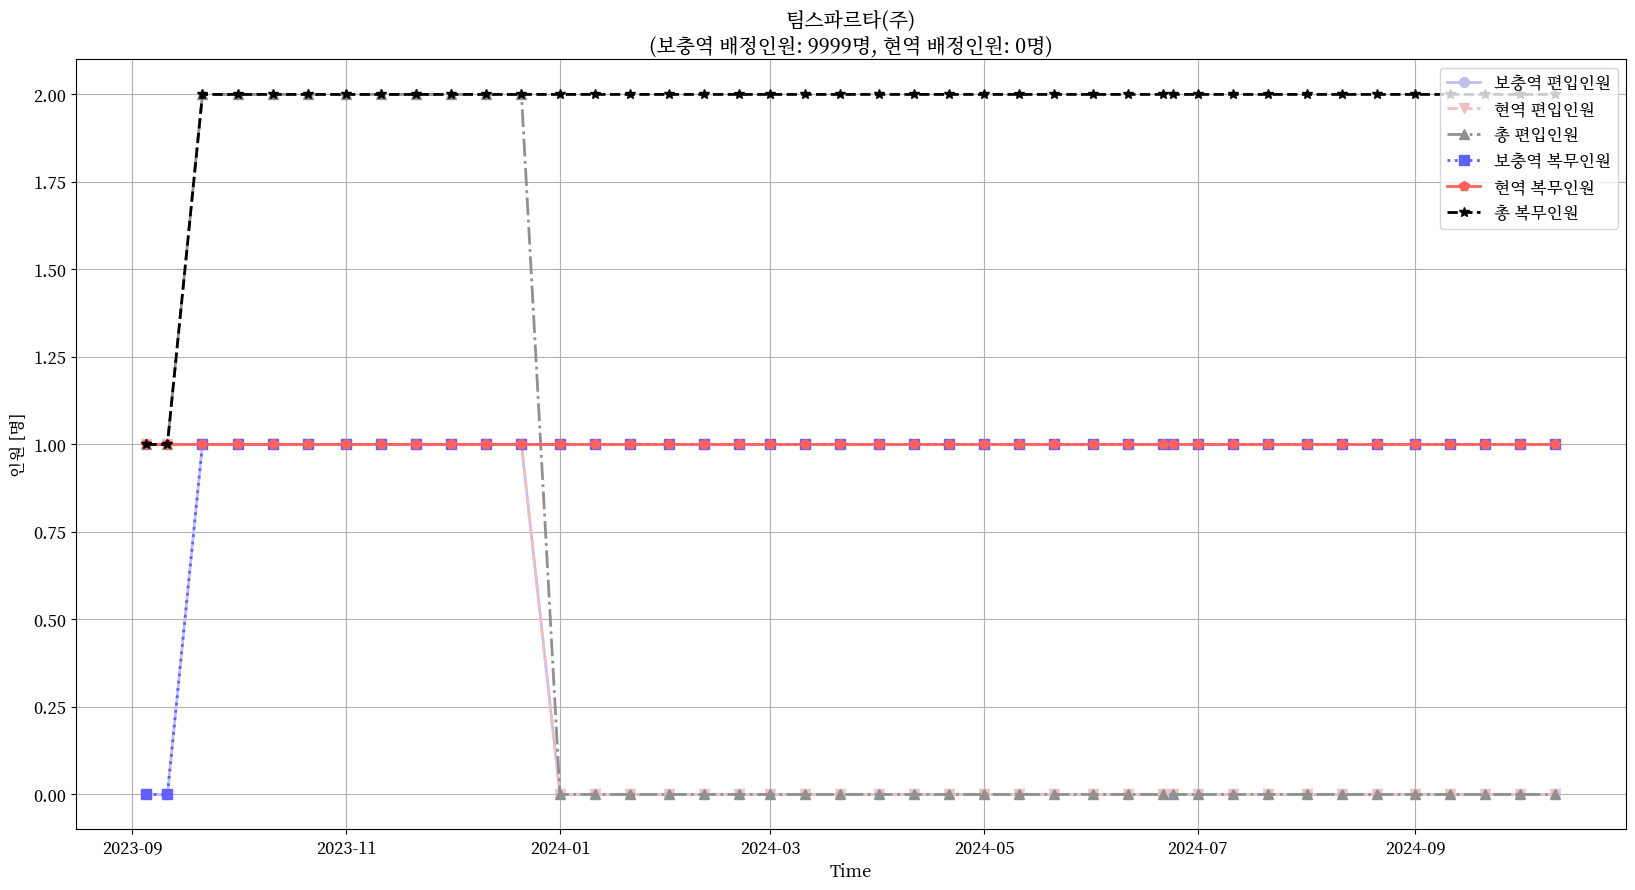 팀스파르타(주)
(보충역 배정인원: 9999명, 현역 배정인원: 0명)
보충역 편입인원
현역 편입인원
총 편입인원
보충역 복무인원
현역 복무인원
총 복무인원
2.00
1.75
1.50
1.25
1.00
0.75
0.50
0.25
0.00
인원 [명]
2023-09
2023-11
2024-01
2024-03
2024-05
2024-07
2024-09
Time